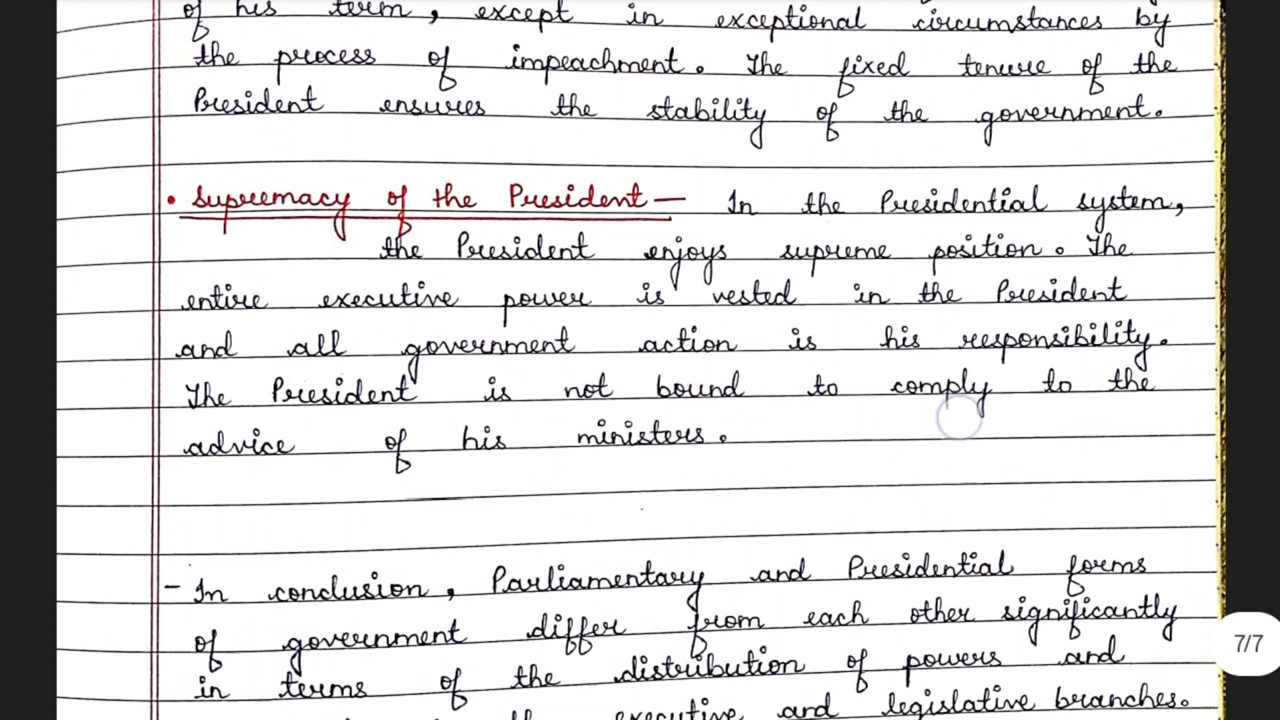 of his term, except in exceptional circumstances by
the process of impeachment. The fixed tenure of the
President ensures the stability of the government.
• Supremacy of the President — In the Presidential system,
the President enjoys supreme position. The
entire executive power is vested in the President
and all government action is his responsibility.
The President is not bound to comply to the
advice of his ministers.
- In conclusion, Parliamentary and Presidential forms
of government differ from each other significantly
in terms of the distribution of powers and
executive and legislative branches.
7/7